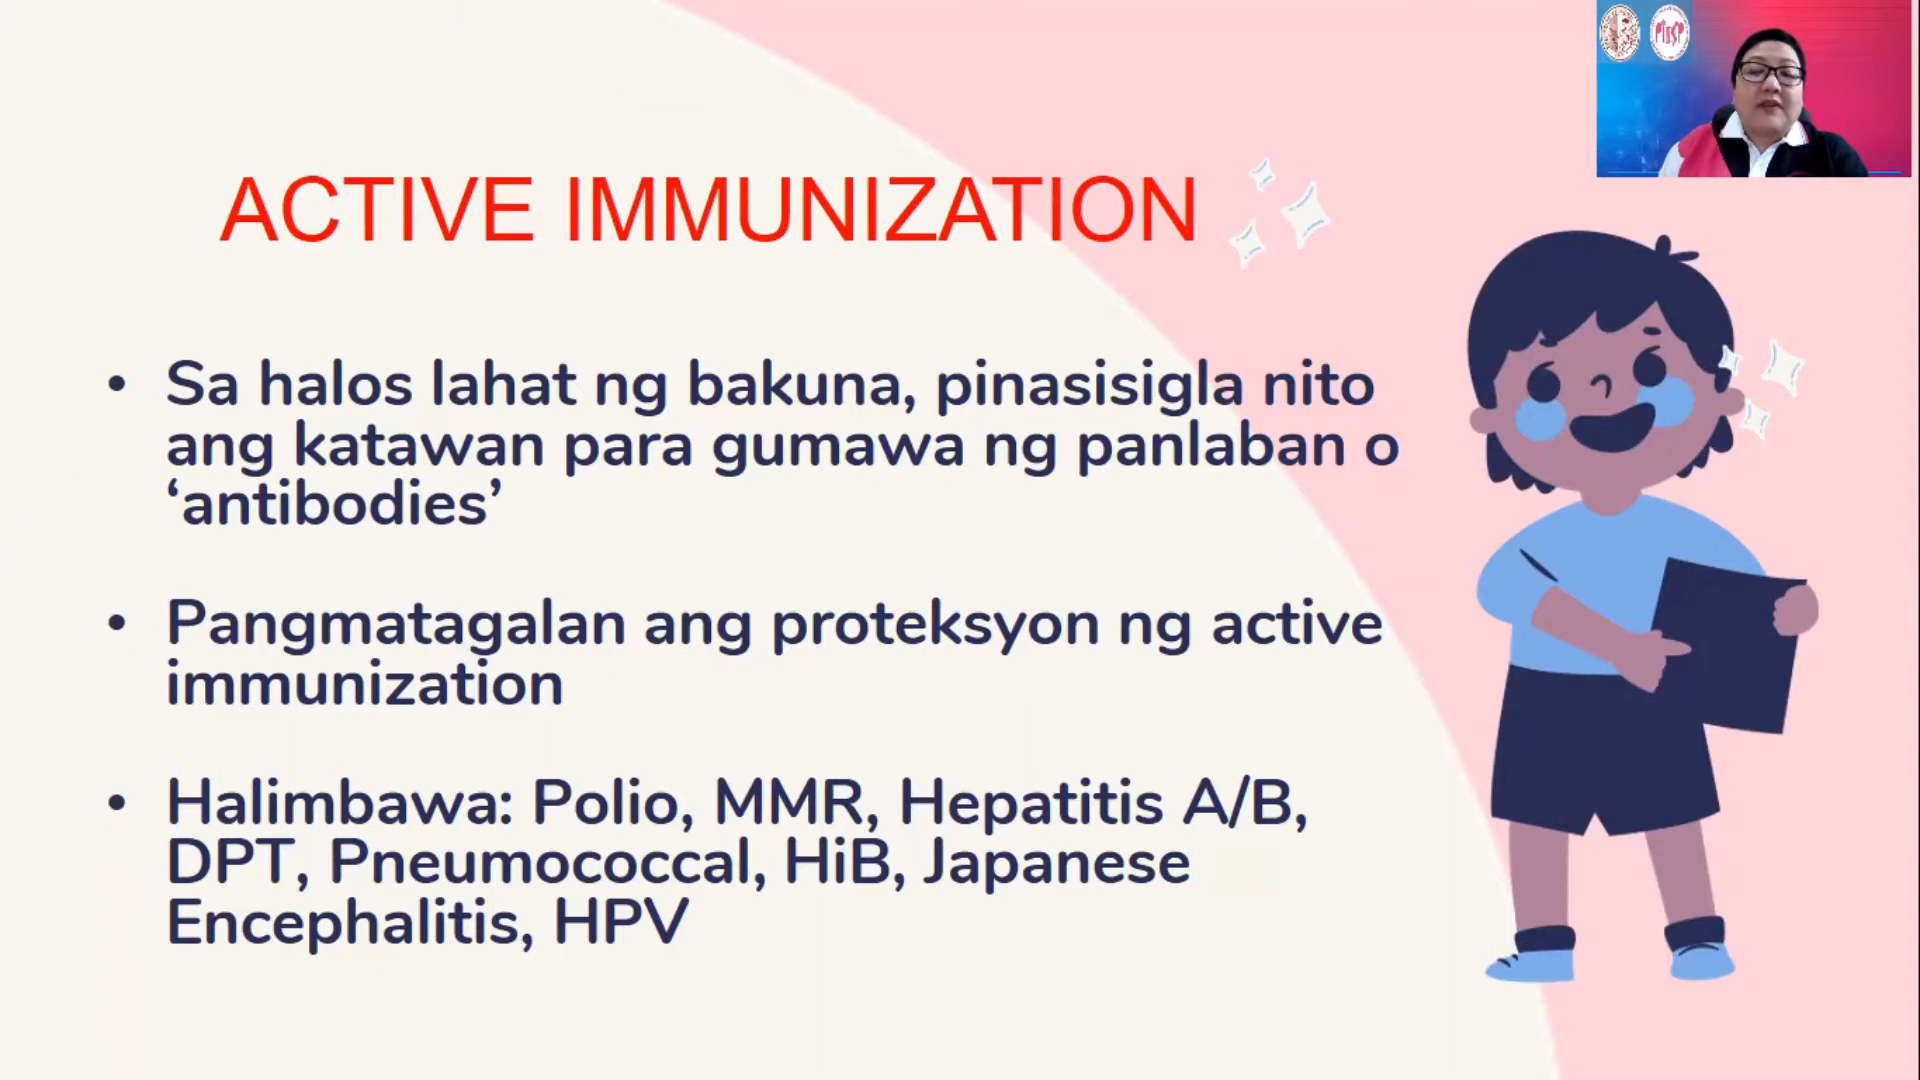 ACTIVE IMMUNIZATION
• Sa halos lahat ng bakuna, pinasisigla nito
ang katawan para gumawa ng panlaban o
‘antibodies’
• Pangmatagalan ang proteksyon ng active
immunization
• Halimbawa: Polio, MMR, Hepatitis A/B,
DPT, Pneumococcal, HiB, Japanese
Encephalitis, HPV